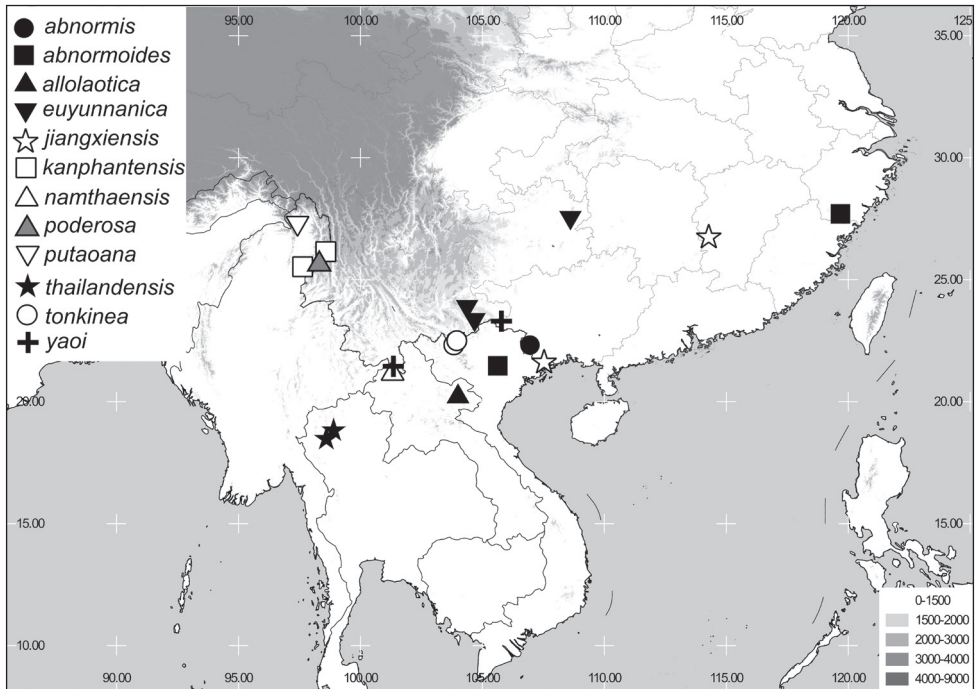 95.00 100.00 105.00 110.00 115.00 120.00 125
abnormis
abnormoides
allolaotica
euyunnanica
jiangxiensis
kanphantensis
namthaensis
poderosa
putaoana
thailandensis
tonkinea
yaoi
35.00
30.00
25.00
20.00 20.00
15.00 15.00
10.00 10.00
90.00 95.00 100.00 105.00 110.00 115.00 120.00
0-1500
1500-2000
2000-3000
3000-4000
4000-9000